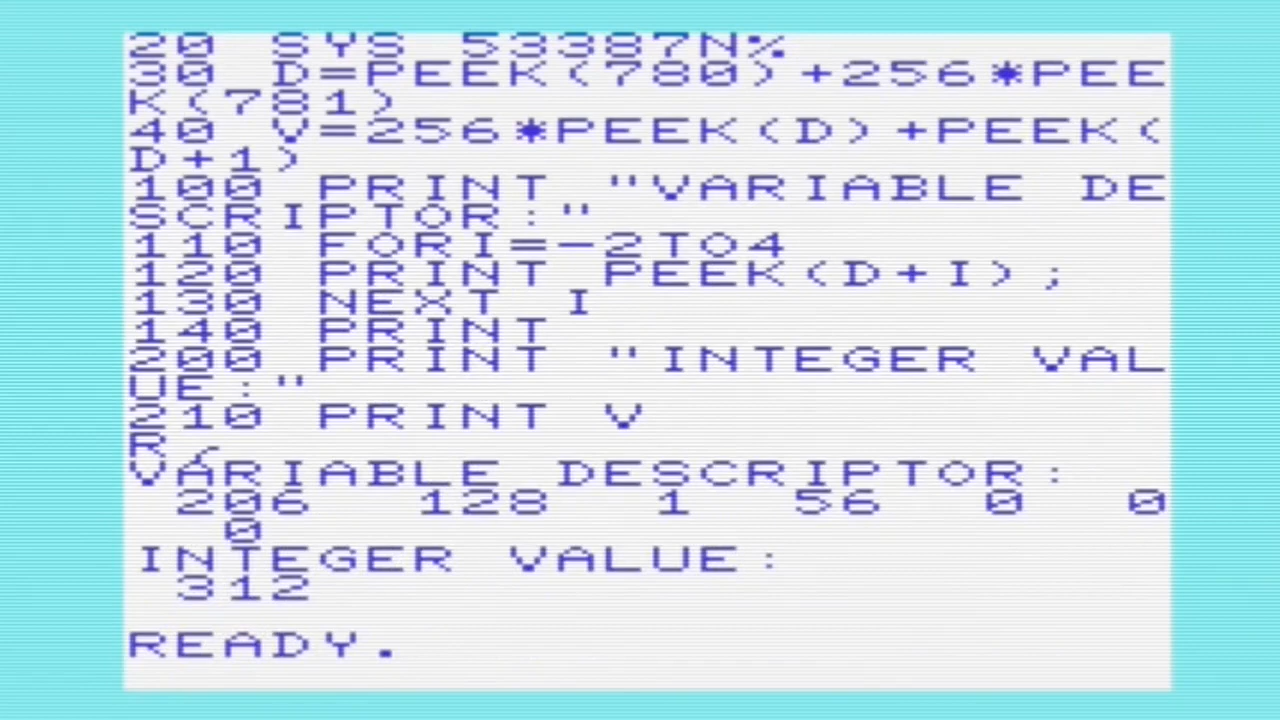 20 SYS 53387N%
30 D=PEEK(780)+256*PEE
K(781)
40 V=256*PEEK(D)+PEEK(
D+1)
100 PRINT "VARIABLE DE
SCRIPTOR:"
110 FORI=-2TO4
120 PRINT PEEK(D+I);
130 NEXT I
140 PRINT
200 PRINT "INTEGER VAL
UE:"
210 PRINT V
R
VARIABLE DESCRIPTOR:
206 128 1 56 0 0
0
INTEGER VALUE:
312
READY.